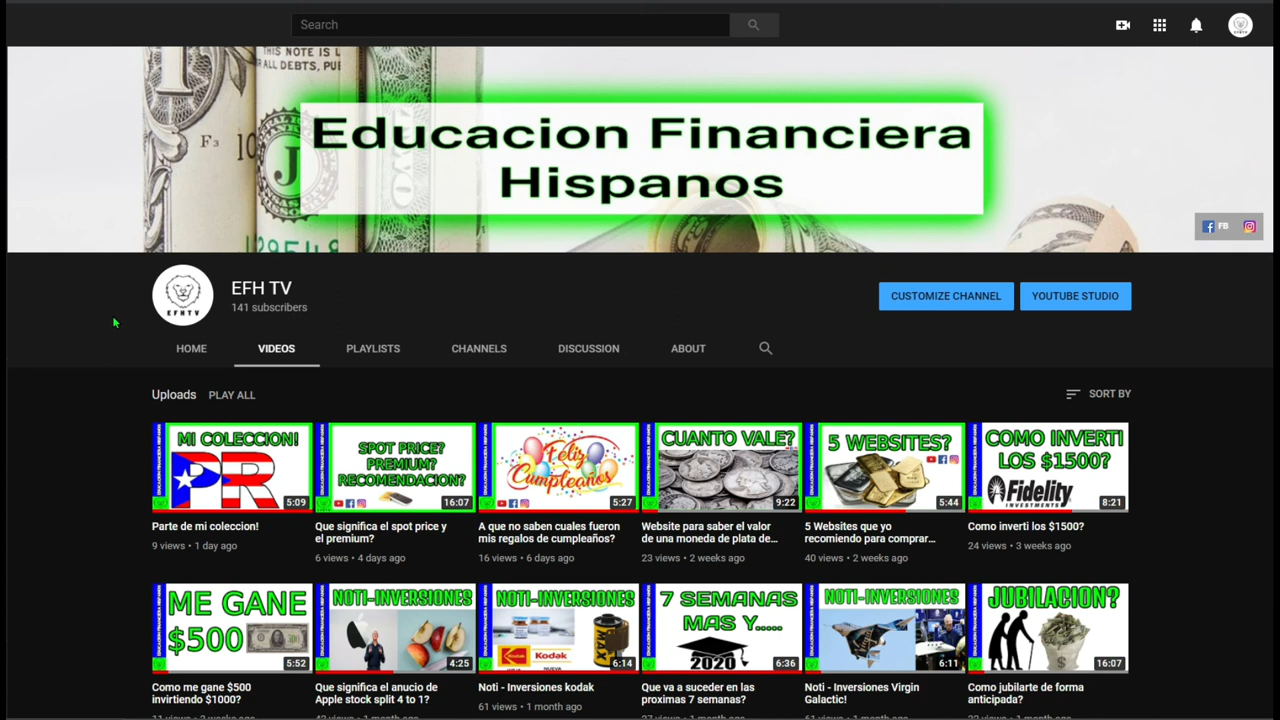 Search
THIS NOTE IS L
ALL DEBTS, PU
Educacion Financiera
Hispanos
FB
EFH TV
141 subscribers
CUSTOMIZE CHANNEL
YOUTUBE STUDIO
HOME
VIDEOS
PLAYLISTS
CHANNELS
DISCUSSION
ABOUT
Uploads
PLAY ALL
SORT BY
MI COLECCION!
PR
5:09
Parte de mi coleccion!
9 views • 1 day ago
SPOT PRICE?
PREMIUM?
RECOMENDACION?
16:07
Que significa el spot price y
el premium?
6 views • 4 days ago
Feliz
Cumpleaños
5:27
A que no saben cuales fueron
mis regalos de cumpleaños?
16 views • 6 days ago
CUANTO VALE?
9:22
Website para saber el valor
de una moneda de plata de...
23 views • 2 weeks ago
5 WEBSITES?
5:44
5 Websites que yo
recomiendo para comprar...
40 views • 2 weeks ago
COMO INVERTI
LOS $1500?
Fidelity
INVESTMENTS
8:21
Como inverti los $1500?
24 views • 3 weeks ago
ME GANE
$500
5:52
Como me gane $500
invirtiendo $1000?
NOTI-INVERSIONES
4:25
Que significa el anucio de
Apple stock split 4 to 1?
NOTI-INVERSIONES
Kodak
Kodak
6:14
Noti - Inversiones kodak
61 views • 1 month ago
7 SEMANAS
MAS Y.....
2020
6:36
Que va a suceder en las
proximas 7 semanas?
NOTI-INVERSIONES
6:11
Noti - Inversiones Virgin
Galactic!
JUBILACION?
16:07
Como jubilarte de forma
anticipada?